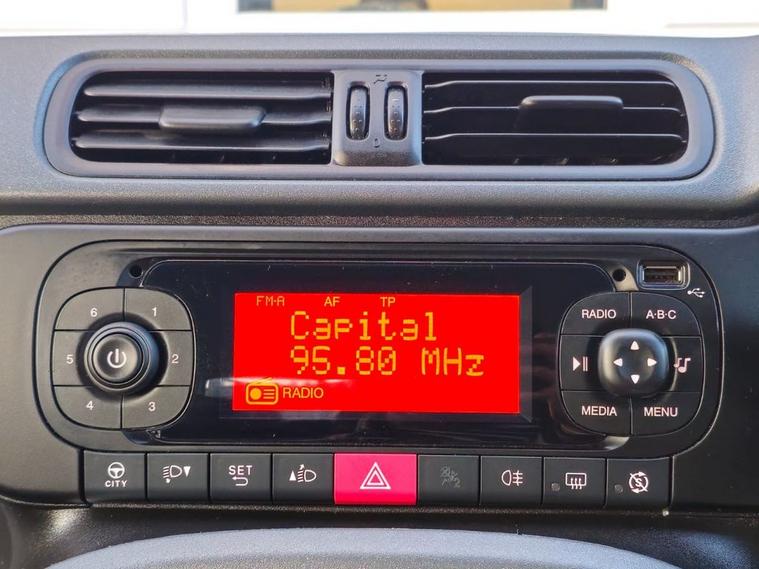 FM-A AF TP
Capital
95.80 MHz
RADIO
6 1
5 2
4 3
RADIO A·B·C
MEDIA MENU
CITY
SET